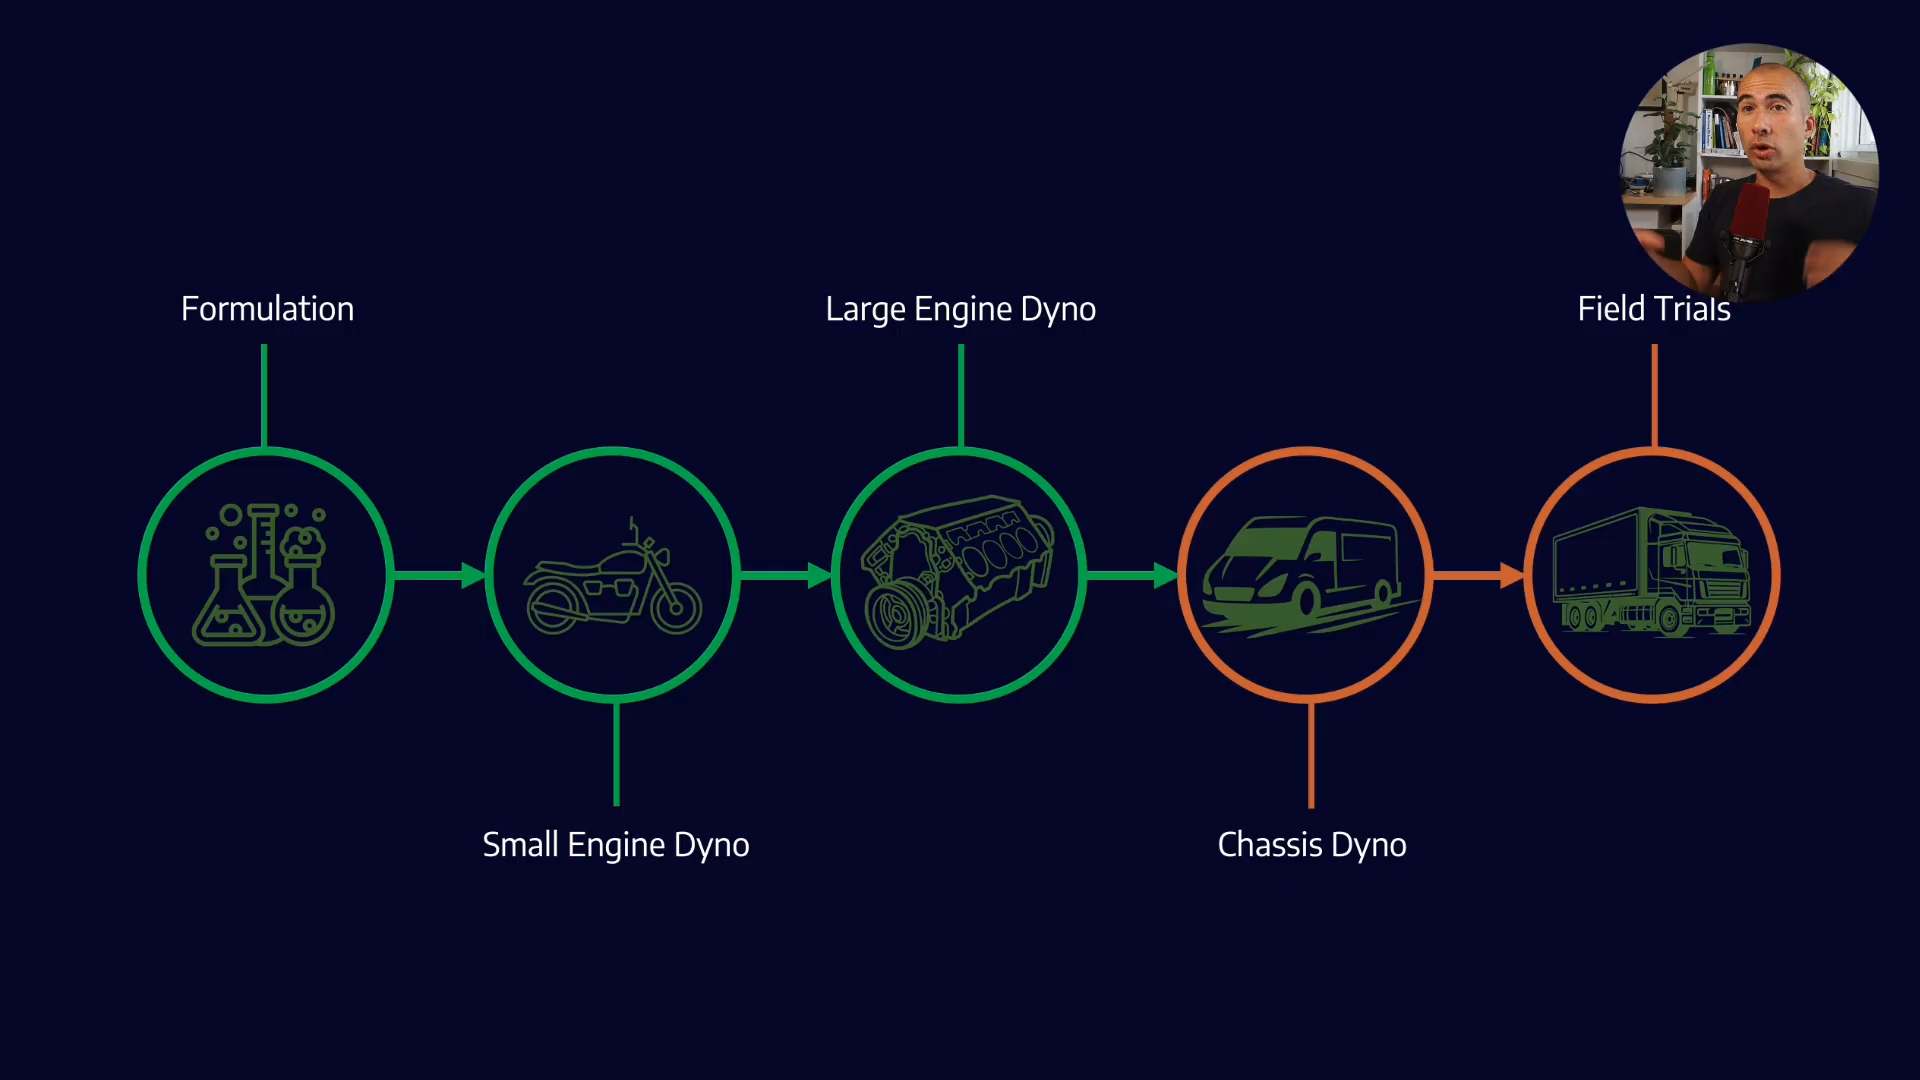 Formulation
Large Engine Dyno
Field Trials
Small Engine Dyno
Chassis Dyno